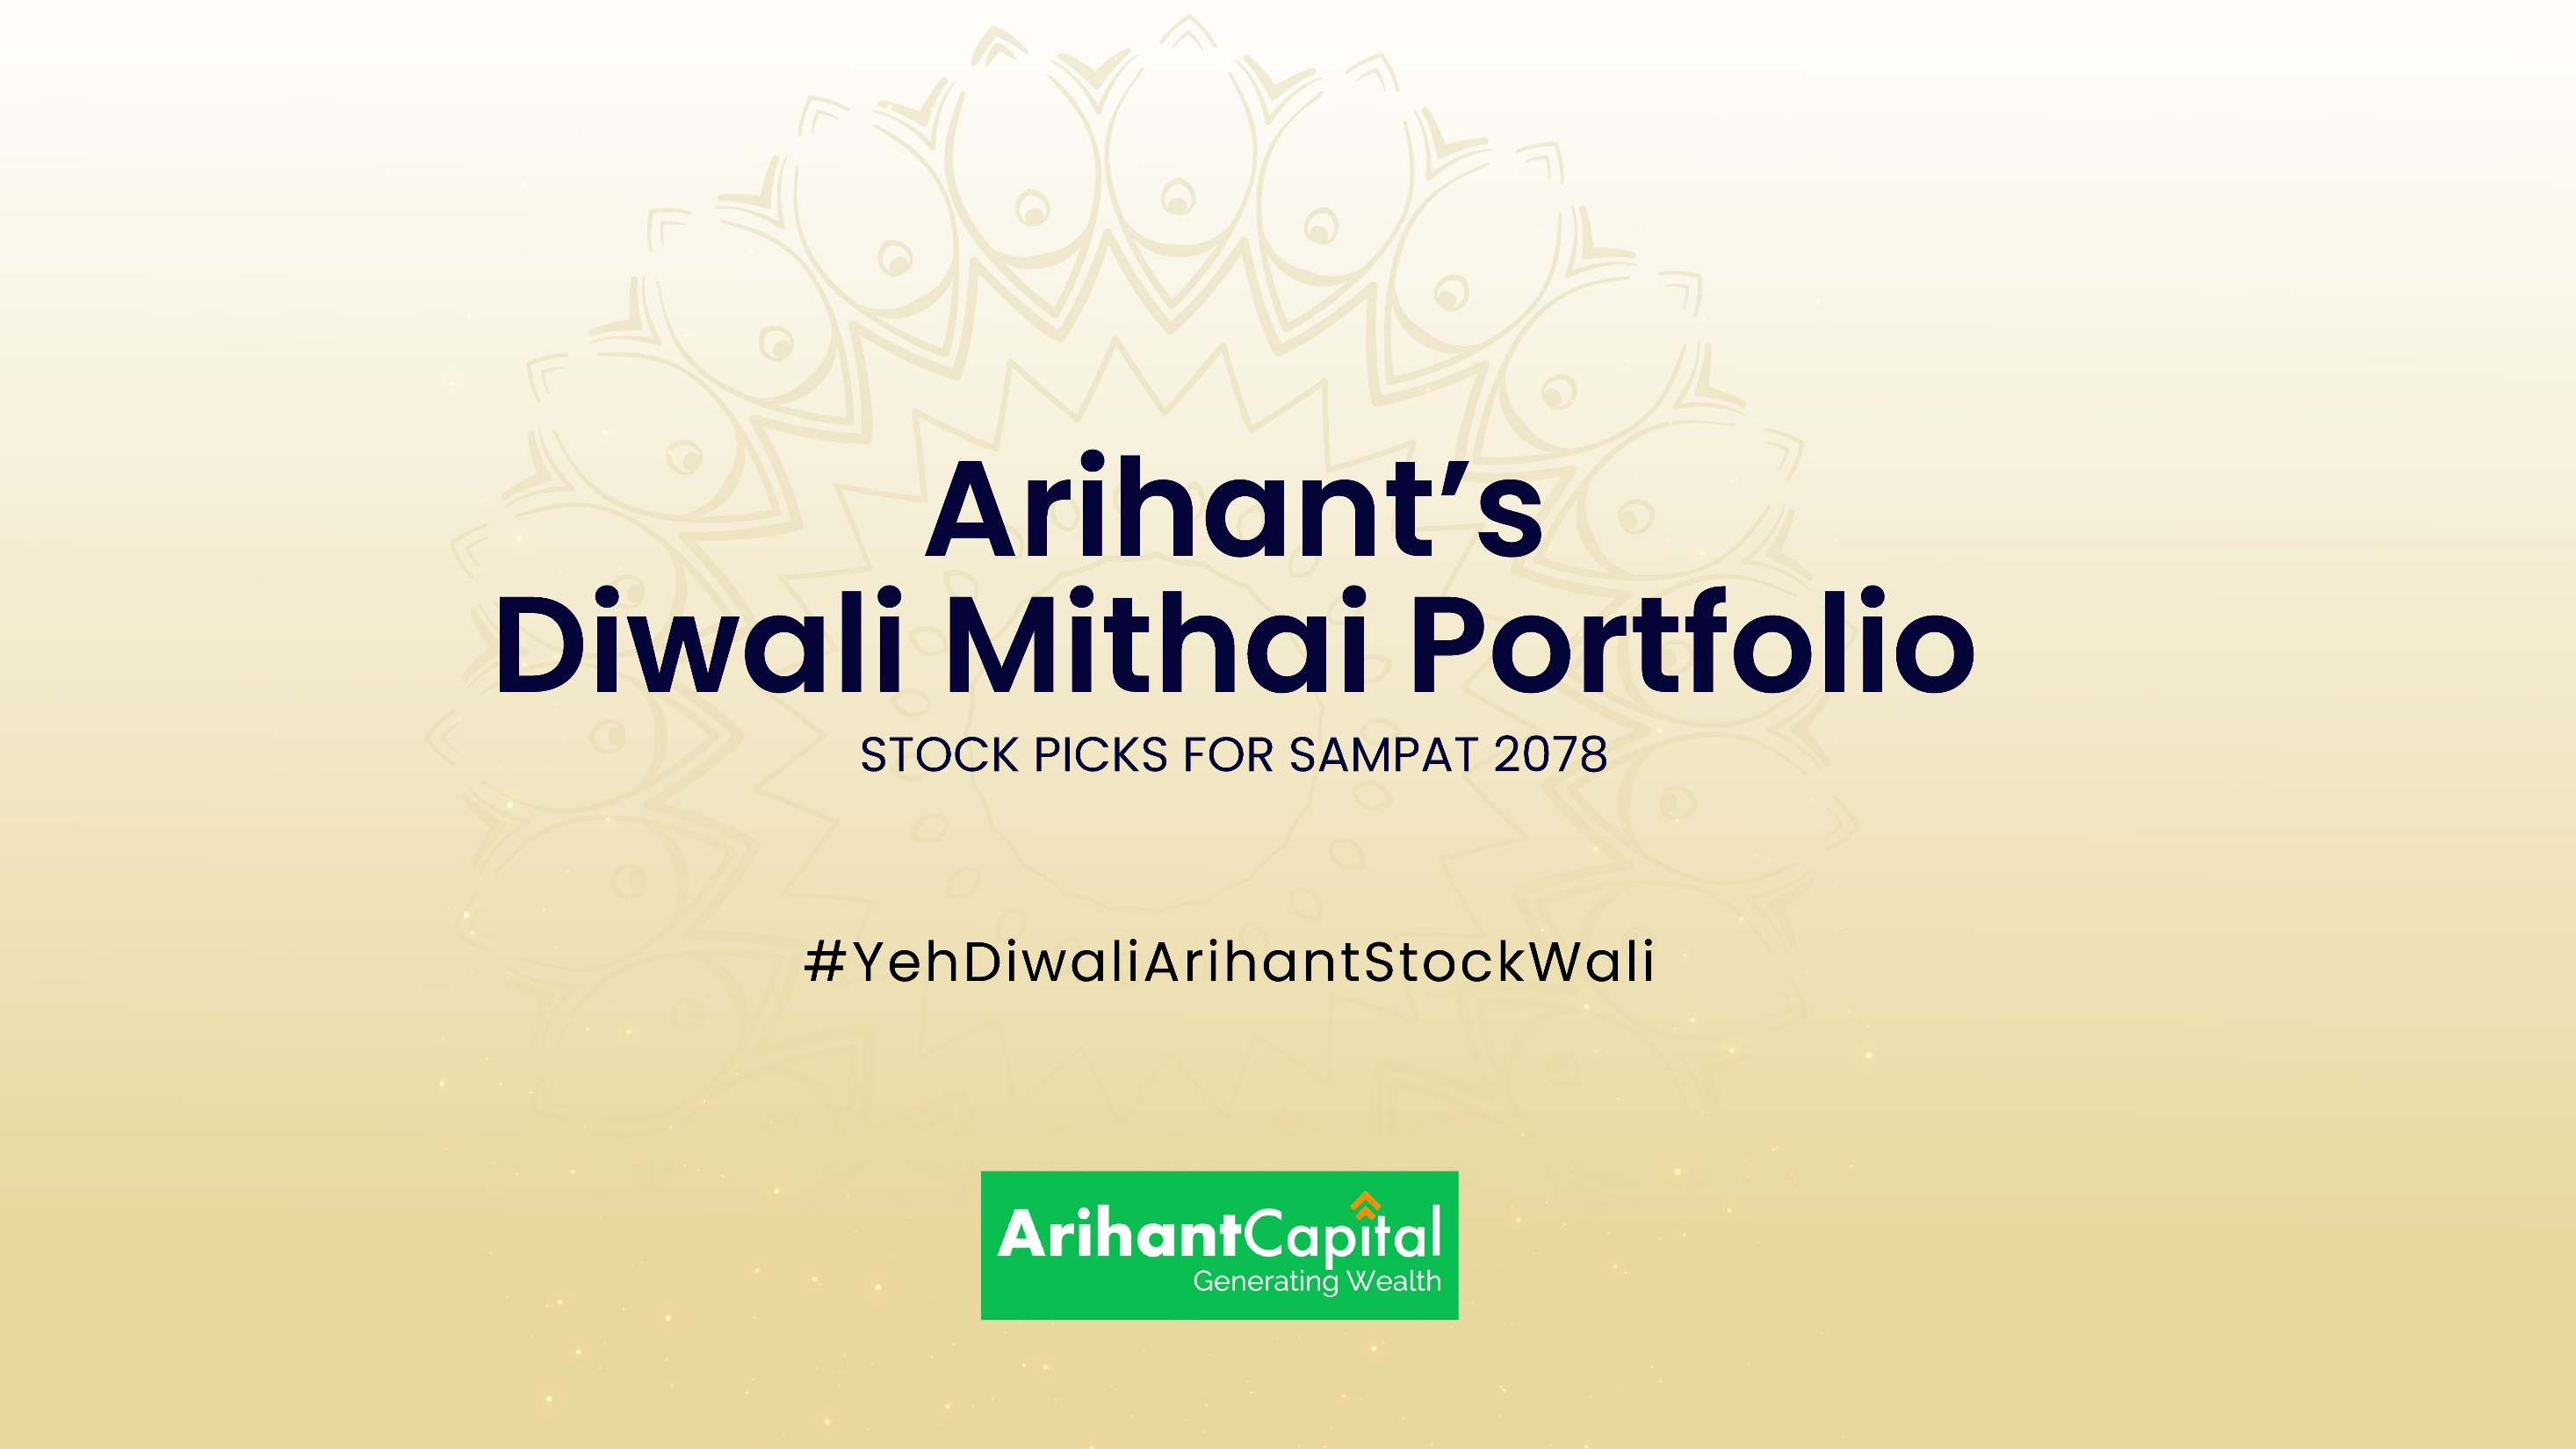 Arihant’s
Diwali Mithai Portfolio
STOCK PICKS FOR SAMPAT 2078
#YehDiwaliArihantStockWali
ArihantCapital
Generating Wealth